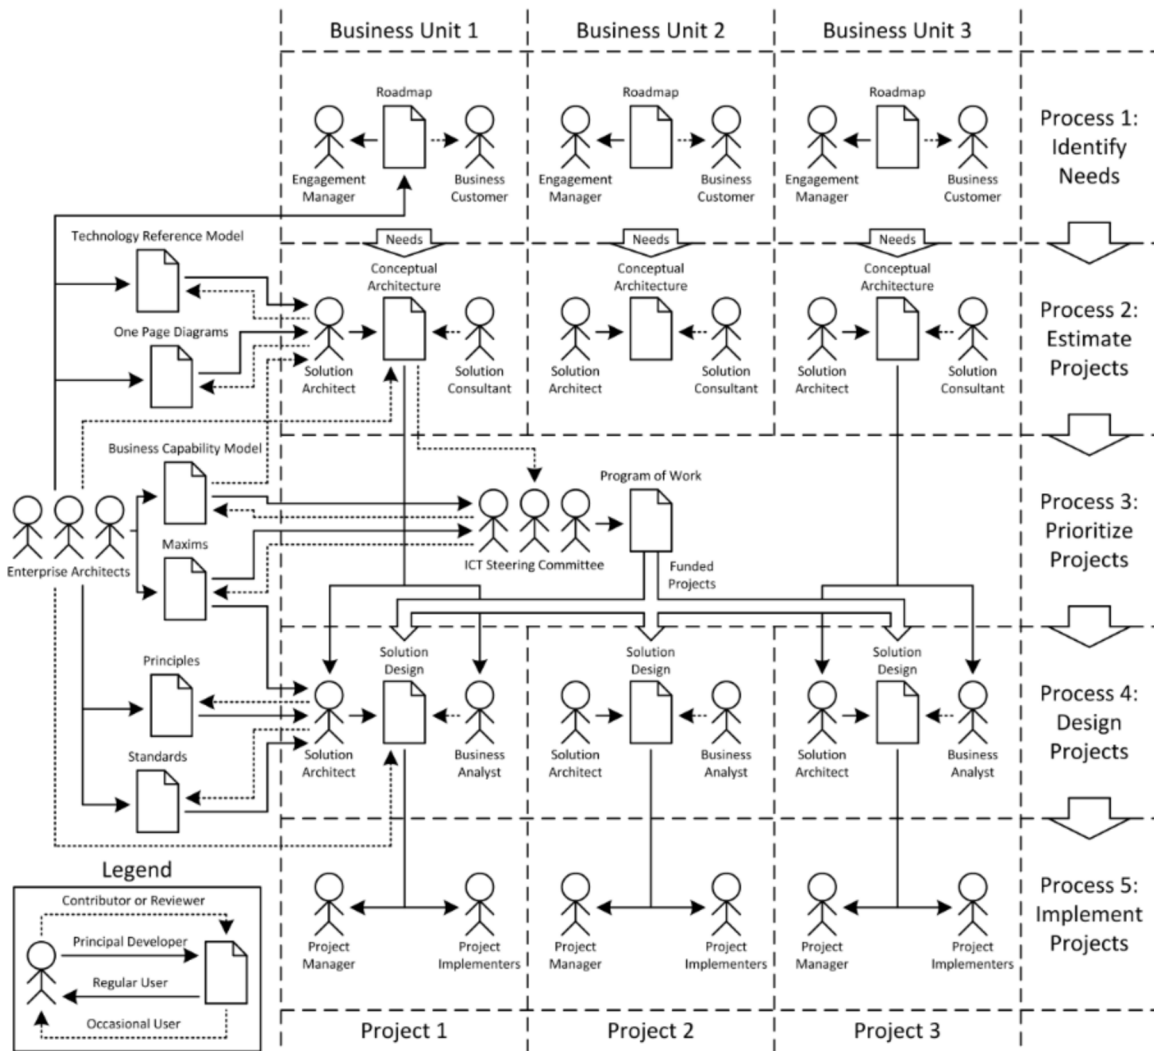 Business Unit 1
Business Unit 2
Business Unit 3
Roadmap
Roadmap
Roadmap
Process 1:
Identify
Needs
Engagement
Manager
Business
Customer
Engagement
Manager
Business
Customer
Engagement
Manager
Business
Customer
Technology Reference Model
Needs
Needs
Needs
Conceptual
Architecture
Conceptual
Architecture
Conceptual
Architecture
Process 2:
Estimate
Projects
One Page Diagrams
Solution
Architect
Solution
Consultant
Solution
Architect
Solution
Consultant
Solution
Architect
Solution
Consultant
Business Capability Model
Program of Work
Process 3:
Prioritize
Projects
Maxims
Enterprise Architects
ICT Steering Committee
Funded
Projects
Principles
Solution
Design
Solution
Design
Solution
Design
Process 4:
Design
Projects
Standards
Solution
Architect
Business
Analyst
Solution
Architect
Business
Analyst
Solution
Architect
Business
Analyst
Legend
Contributor or Reviewer
Principal Developer
Regular User
Occasional User
Process 5:
Implement
Projects
Project
Manager
Project
Implementers
Project
Manager
Project
Implementers
Project
Manager
Project
Implementers
Project 1
Project 2
Project 3